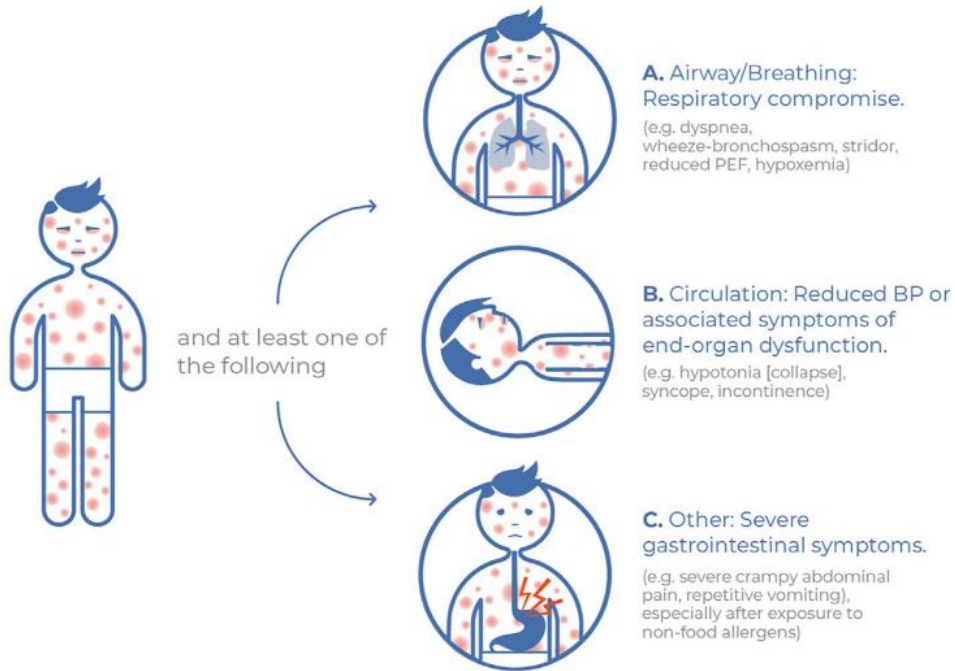 A. Airway/Breathing:
Respiratory compromise.
(e.g. dyspnea,
wheeze-bronchospasm, stridor,
reduced PEF, hypoxemia)
and at least one of
the following
B. Circulation: Reduced BP or
associated symptoms of
end-organ dysfunction.
(e.g. hypotonia [collapse],
syncope, incontinence)
C. Other: Severe
gastrointestinal symptoms.
(e.g. severe crampy abdominal
pain, repetitive vomiting),
especially after exposure to
non-food allergens)